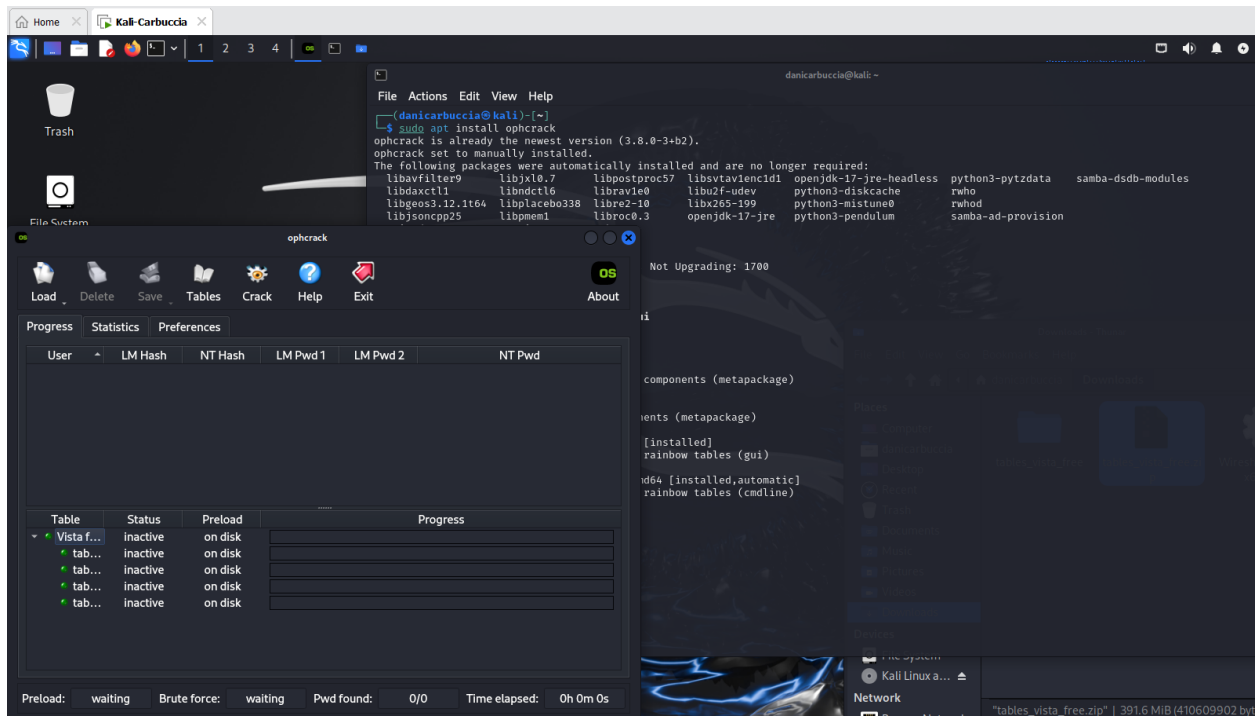 Home
Kali-Carbuccia
1 2 3 4
danicarbuccia@kali: ~
Trash
File System
File Actions Edit View Help
(danicarbuccia㉿kali)-[~]
$ sudo apt install ophcrack
ophcrack is already the newest version (3.8.0-3+b2).
ophcrack set to manually installed.
The following packages were automatically installed and are no longer required:
libavfilter9 libjxl0.7 libpostproc57 libsvtav1enc1d1 openjdk-17-jre-headless python3-pytzdata samba-dsdb-modules
libdaxctl1 libndctl6 librav1e0 libu2f-udev python3-diskcache rwho
libgeos3.12.1t64 libplacebo338 libre2-10 libx265-199 python3-mistune0 rwhod
libjsoncpp25 libpmem1 libroc0.3 openjdk-17-jre python3-pendulum samba-ad-provision
Not Upgrading: 1700
components (metapackage)
ents (metapackage)
[installed]
rainbow tables (gui)
md64 [installed,automatic]
rainbow tables (cmdline)
ophcrack
Load Delete Save Tables Crack Help Exit
OS
About
Progress Statistics Preferences
User LM Hash NT Hash LM Pwd 1 LM Pwd 2 NT Pwd
Table Status Preload Progress
Vista f... inactive on disk
tab... inactive on disk
tab... inactive on disk
tab... inactive on disk
tab... inactive on disk
Preload: waiting Brute force: waiting Pwd found: 0/0 Time elapsed: 0h 0m 0s
Devices
File System
Kali Linux a...
Network
"tables_vista_free.zip" | 391.6 MiB (410609902 byt